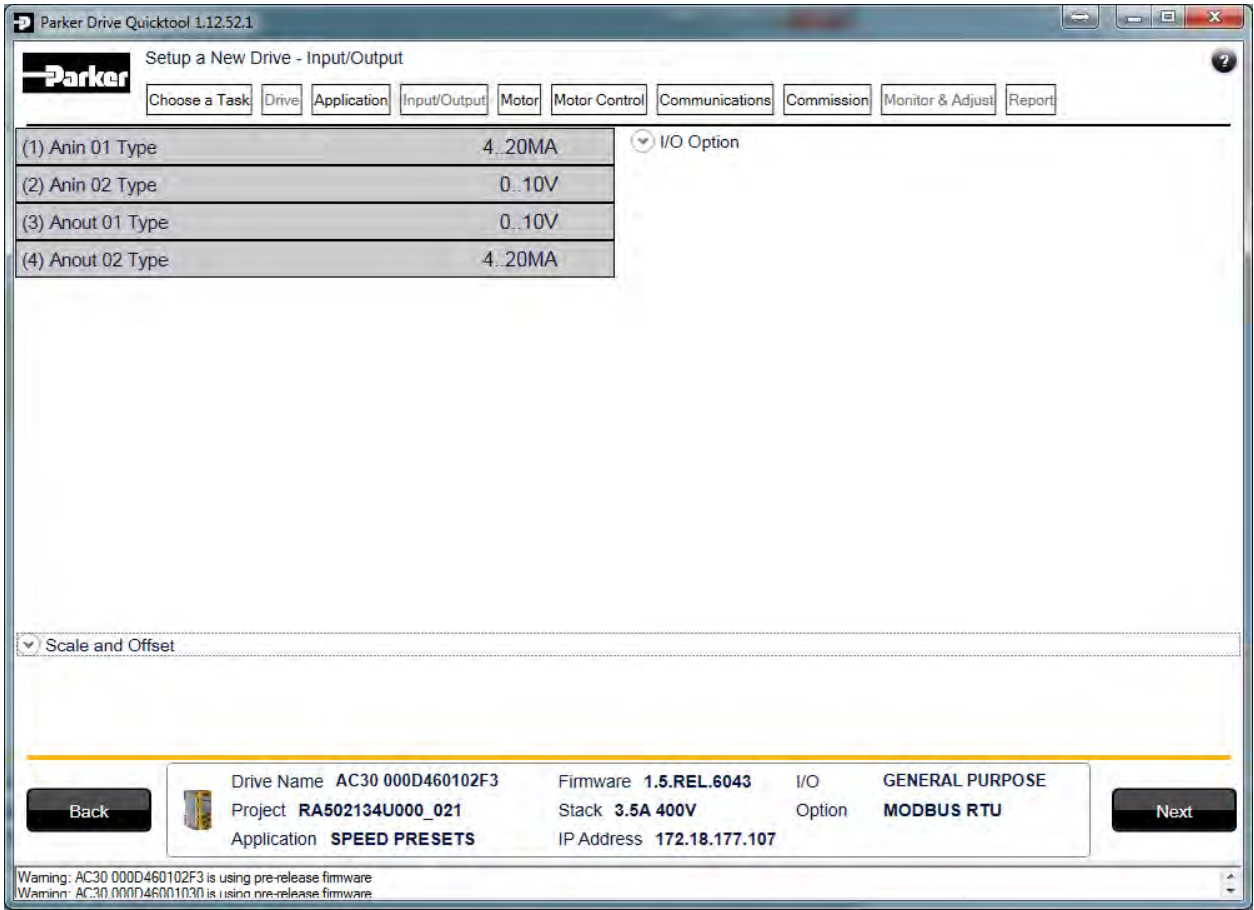 Parker Drive Quicktool 1.12.52.1
Parker
Setup a New Drive - Input/Output
Choose a Task Drive Application Input/Output Motor Motor Control Communications Commission Monitor & Adjust Report
(1) Anin 01 Type 4..20MA
(2) Anin 02 Type 0..10V
(3) Anout 01 Type 0..10V
(4) Anout 02 Type 4..20MA
I/O Option
Scale and Offset
Back
Drive Name AC30 000D460102F3 Firmware 1.5.REL.6043 I/O GENERAL PURPOSE
Project RA502134U000_021 Stack 3.5A 400V Option MODBUS RTU
Application SPEED PRESETS IP Address 172.18.177.107
Next
Warning: AC30 000D460102F3 is using pre-release firmware
Warning: AC30 000D46001030 is using pre-release firmware